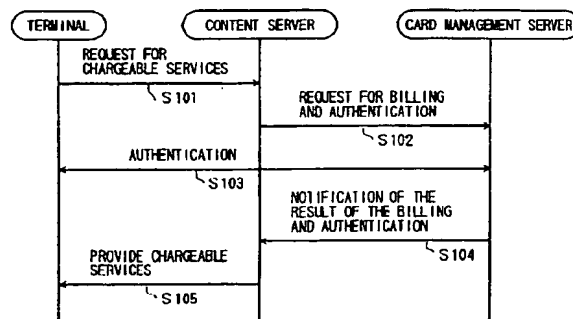 TERMINAL
CONTENT SERVER
CARD MANAGEMENT SERVER
REQUEST FOR
CHARGEABLE SERVICES
S101
REQUEST FOR BILLING
AND AUTHENTICATION
S102
AUTHENTICATION
S103
NOTIFICATION OF THE
RESULT OF THE BILLING
AND AUTHENTICATION
S104
PROVIDE CHARGEABLE
SERVICES
S105